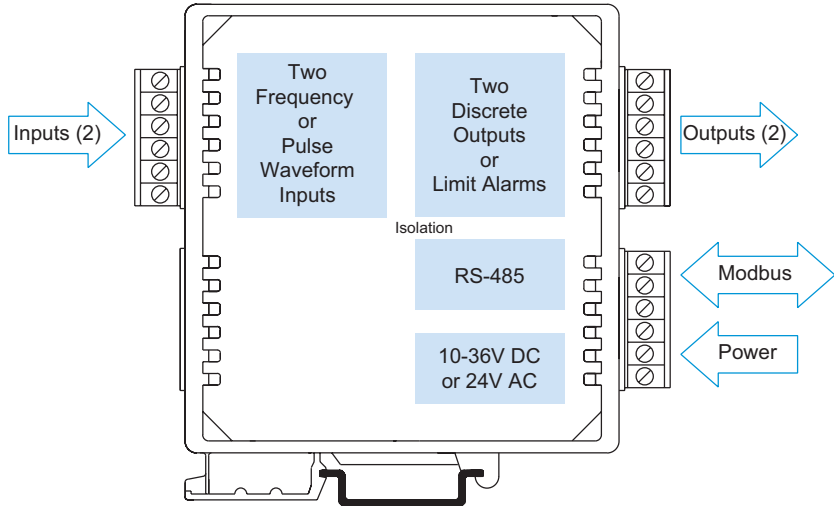 Two
Frequency
or
Pulse
Waveform
Inputs
Two
Discrete
Outputs
or
Limit Alarms
Inputs (2)
Outputs (2)
Isolation
RS-485
Modbus
10-36V DC
or 24V AC
Power